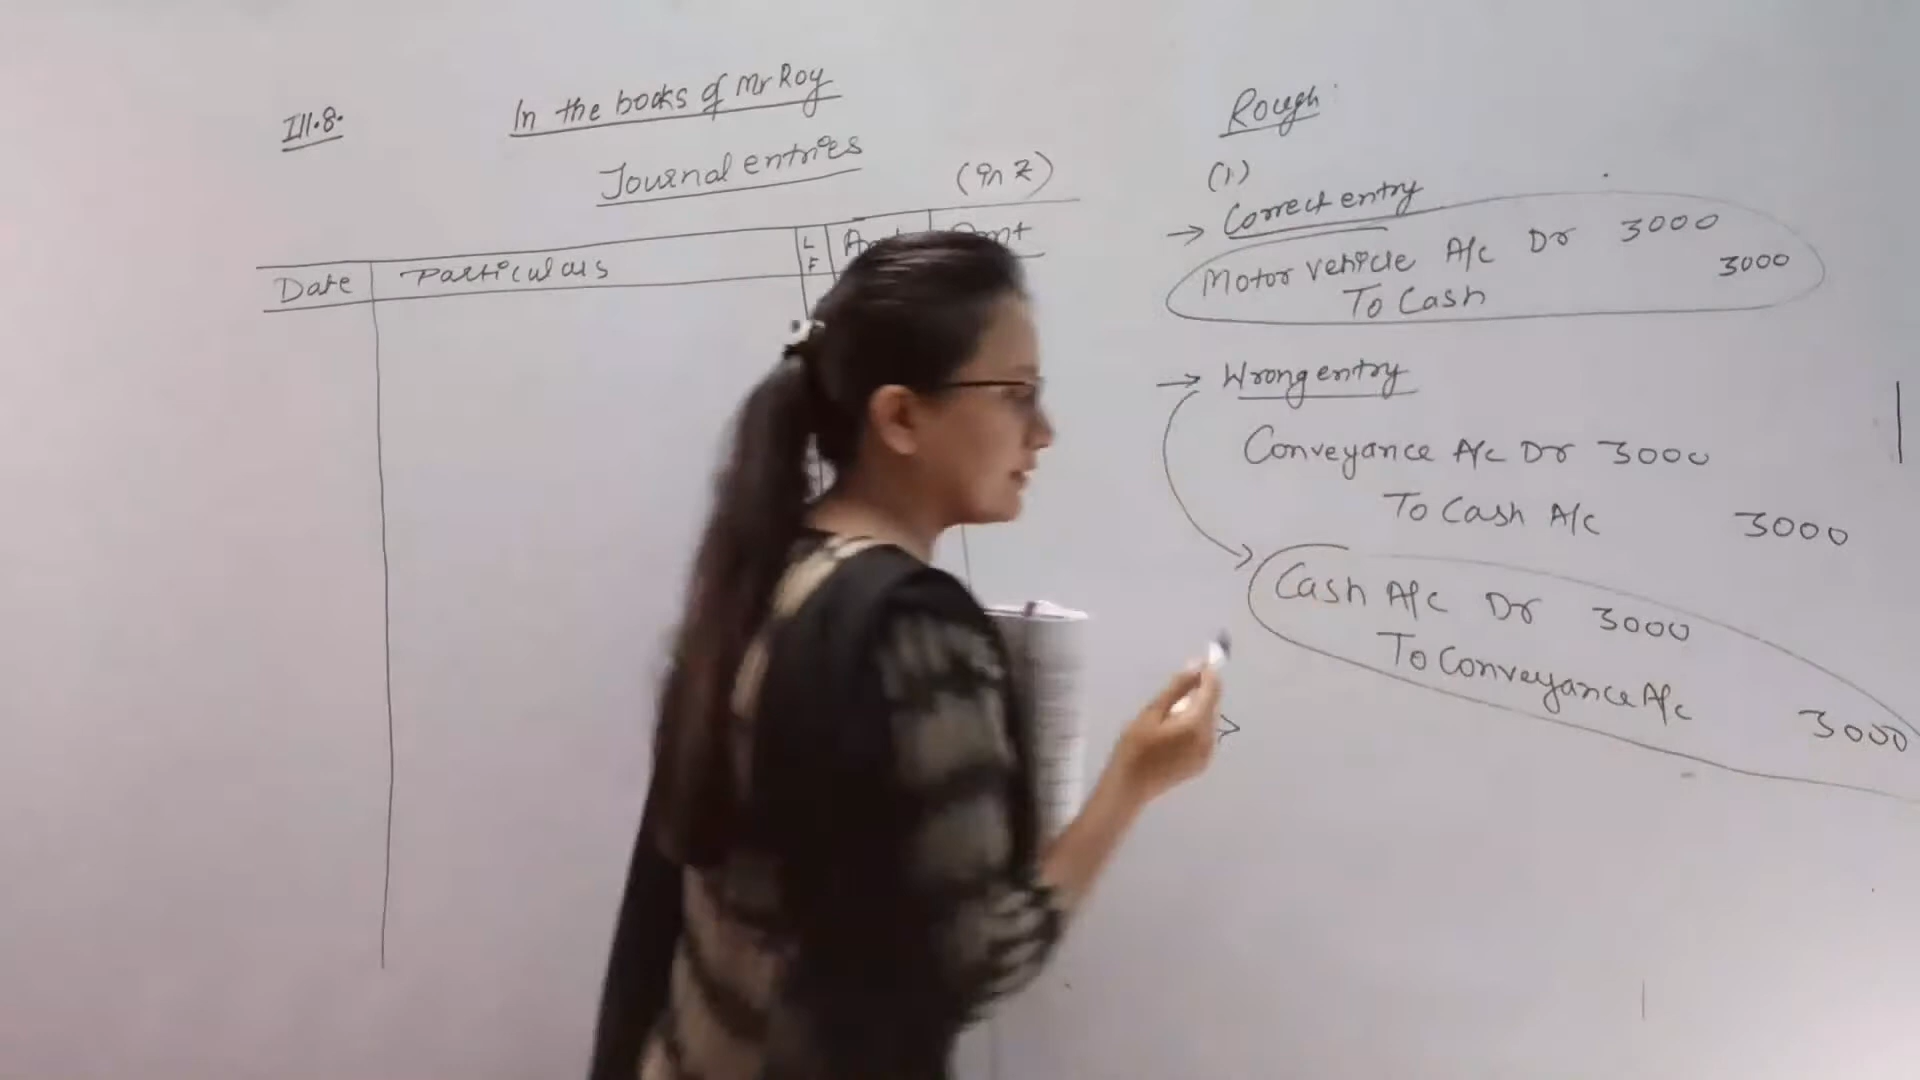 Ill.8.
In the books of Mr Roy
Journal entries
(in ₹)
Date Particulars L F
Rough:
(1)
→ Correct entry
Motor Vehicle A/c Dr 3000
To Cash 3000
→ Wrong entry
Conveyance A/c Dr 3000
To Cash A/c 3000
Cash A/c Dr 3000
To Conveyance A/c 3000